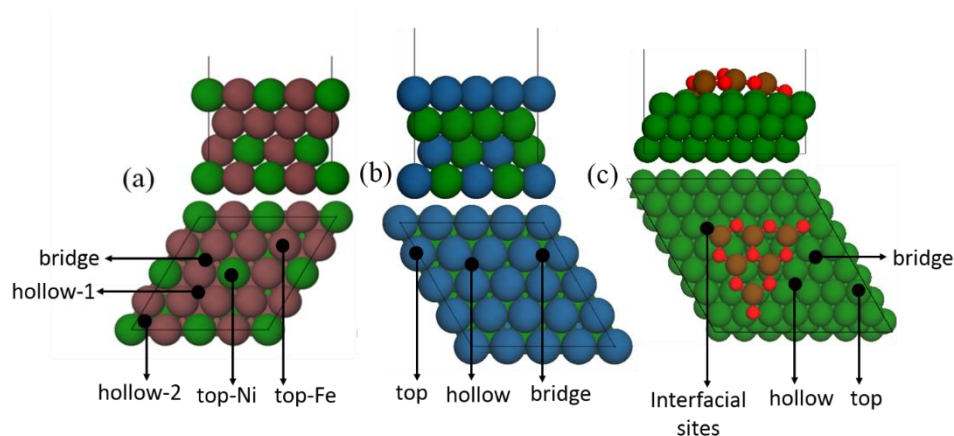 (a)
bridge
hollow-1
hollow-2
top-Ni
top-Fe
(b)
top
hollow
bridge
(c)
bridge
Interfacial
sites
hollow
top